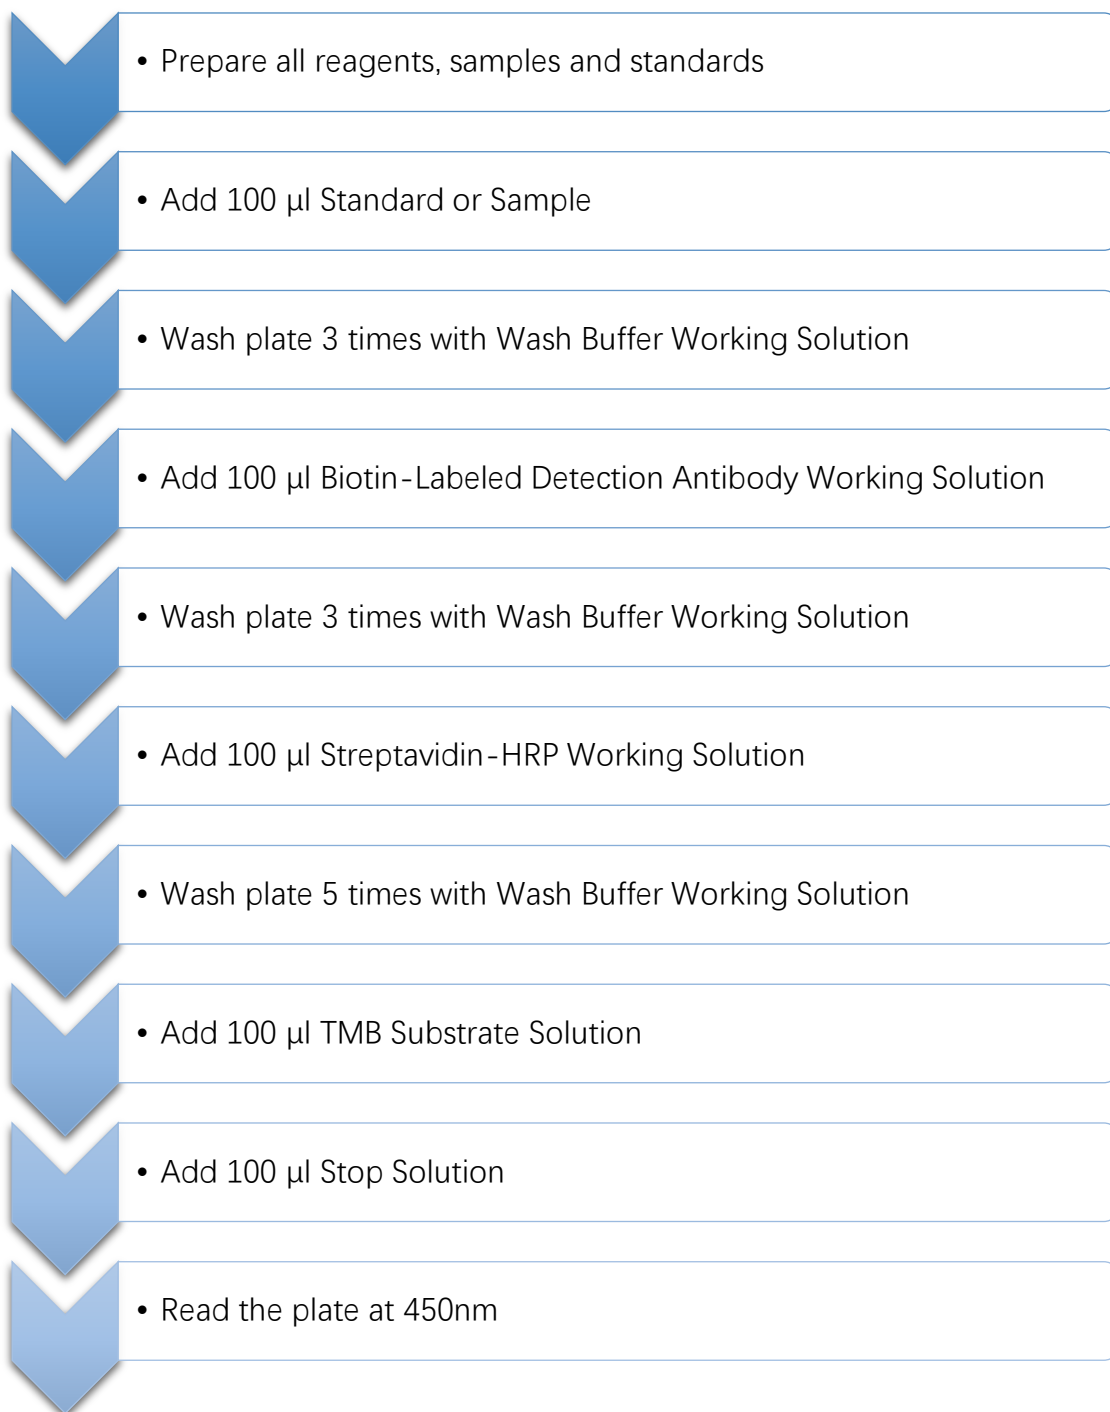 • Prepare all reagents, samples and standards
• Add 100 μl Standard or Sample
• Wash plate 3 times with Wash Buffer Working Solution
• Add 100 μl Biotin-Labeled Detection Antibody Working Solution
• Wash plate 3 times with Wash Buffer Working Solution
• Add 100 μl Streptavidin-HRP Working Solution
• Wash plate 5 times with Wash Buffer Working Solution
• Add 100 μl TMB Substrate Solution
• Add 100 μl Stop Solution
• Read the plate at 450nm